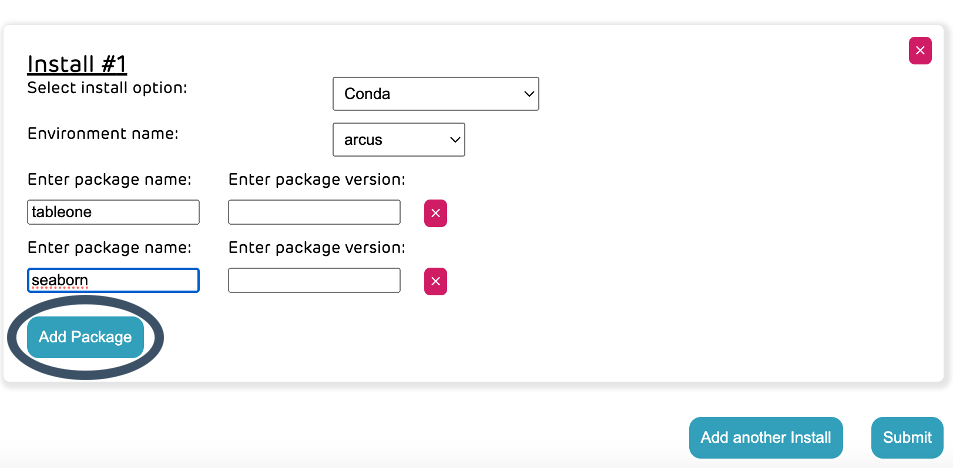 Install #1
Select install option:
Conda
Environment name:
arcus
Enter package name: Enter package version:
tableone
Enter package name: Enter package version:
seaborn
Add Package
Add another Install Submit